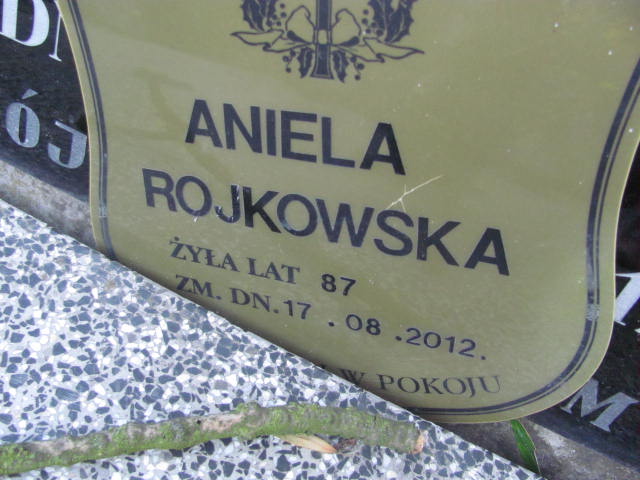 ANIELA
ROJKOWSKA
ŻYŁA LAT 87
ZM. DN. 17.08.2012.
W POKOJU